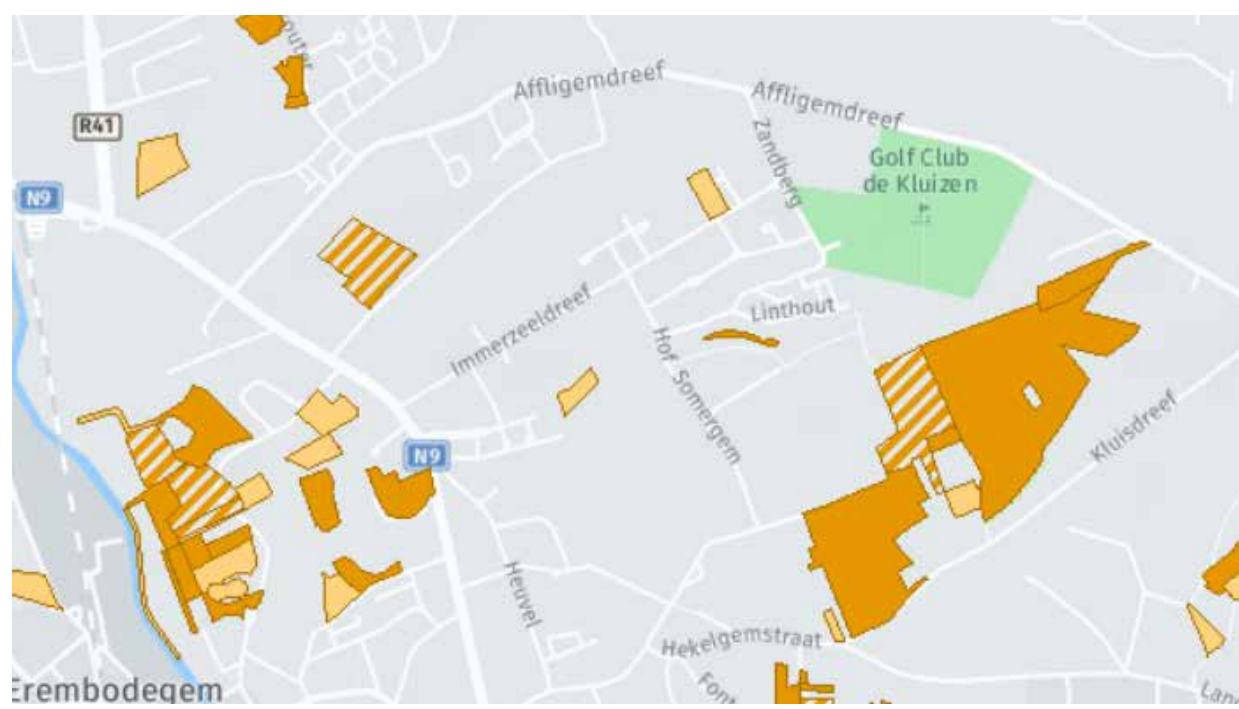 Affligemdreef
Affligemdreef
R41
Zandberg
Golf Club
de Kluizen
N9
Linthout
Immerzeeldreef
Hof Somergem
Kluisdreef
N9
Heuvel
Hekelgemstraat
Erembodegem